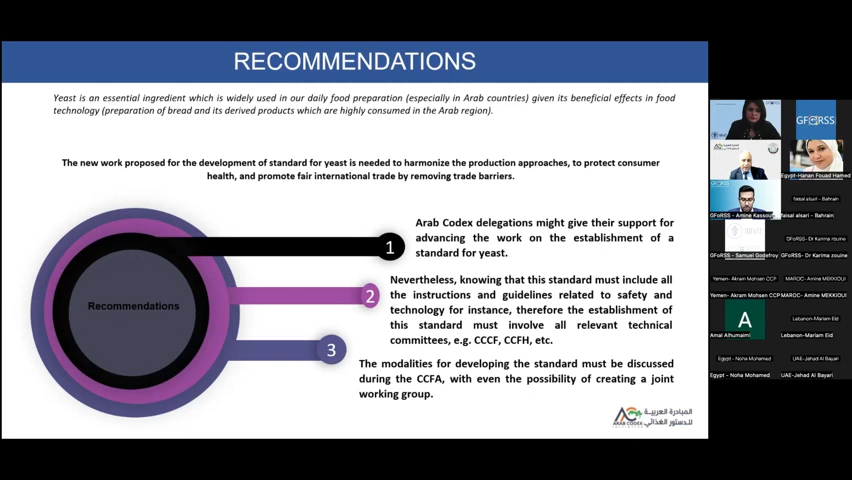 RECOMMENDATIONS
Yeast is an essential ingredient which is widely used in our daily food preparation (especially in Arab countries) given its beneficial effects in food
technology (preparation of bread and its derived products which are highly consumed in the Arab region).
The new work proposed for the development of standard for yeast is needed to harmonize the production approaches, to protect consumer
health, and promote fair international trade by removing trade barriers.
Recommendations
1
Arab Codex delegations might give their support for
advancing the work on the establishment of a
standard for yeast.
2
Nevertheless, knowing that this standard must include all
the instructions and guidelines related to safety and
technology for instance, therefore the establishment of
this standard must involve all relevant technical
committees, e.g. CCCF, CCFH, etc.
3
The modalities for developing the standard must be discussed
during the CCFA, with even the possibility of creating a joint
working group.
ARAB CODEX
المبادرة العربية
للدستور الغذائي
GFORSS
Egypt-Hanan Fouad Hamed
GFoRSS - Amine Kassouf
faisal alsari - Bahrain
faisal alsari - Bahrain
GFoRSS - Samuel Godefroy
GFoRSS- Dr Karima zouine
GFoRSS- Dr Karima zouine
Yemen- Akram Mohsen CCP
MAROC- Amine MEKKIOUI
Yemen- Akram Mohsen CCP
MAROC- Amine MEKKIOUI
A
Amal Alhumaimi
Lebanon-Mariam Eid
Lebanon-Mariam Eid
Egypt - Noha Mohamed
UAE-Jehad Al Bayari
Egypt - Noha Mohamed
UAE-Jehad Al Bayari